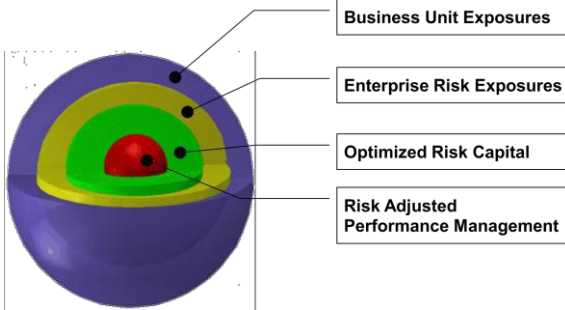 Business Unit Exposures
Enterprise Risk Exposures
Optimized Risk Capital
Risk Adjusted
Performance Management